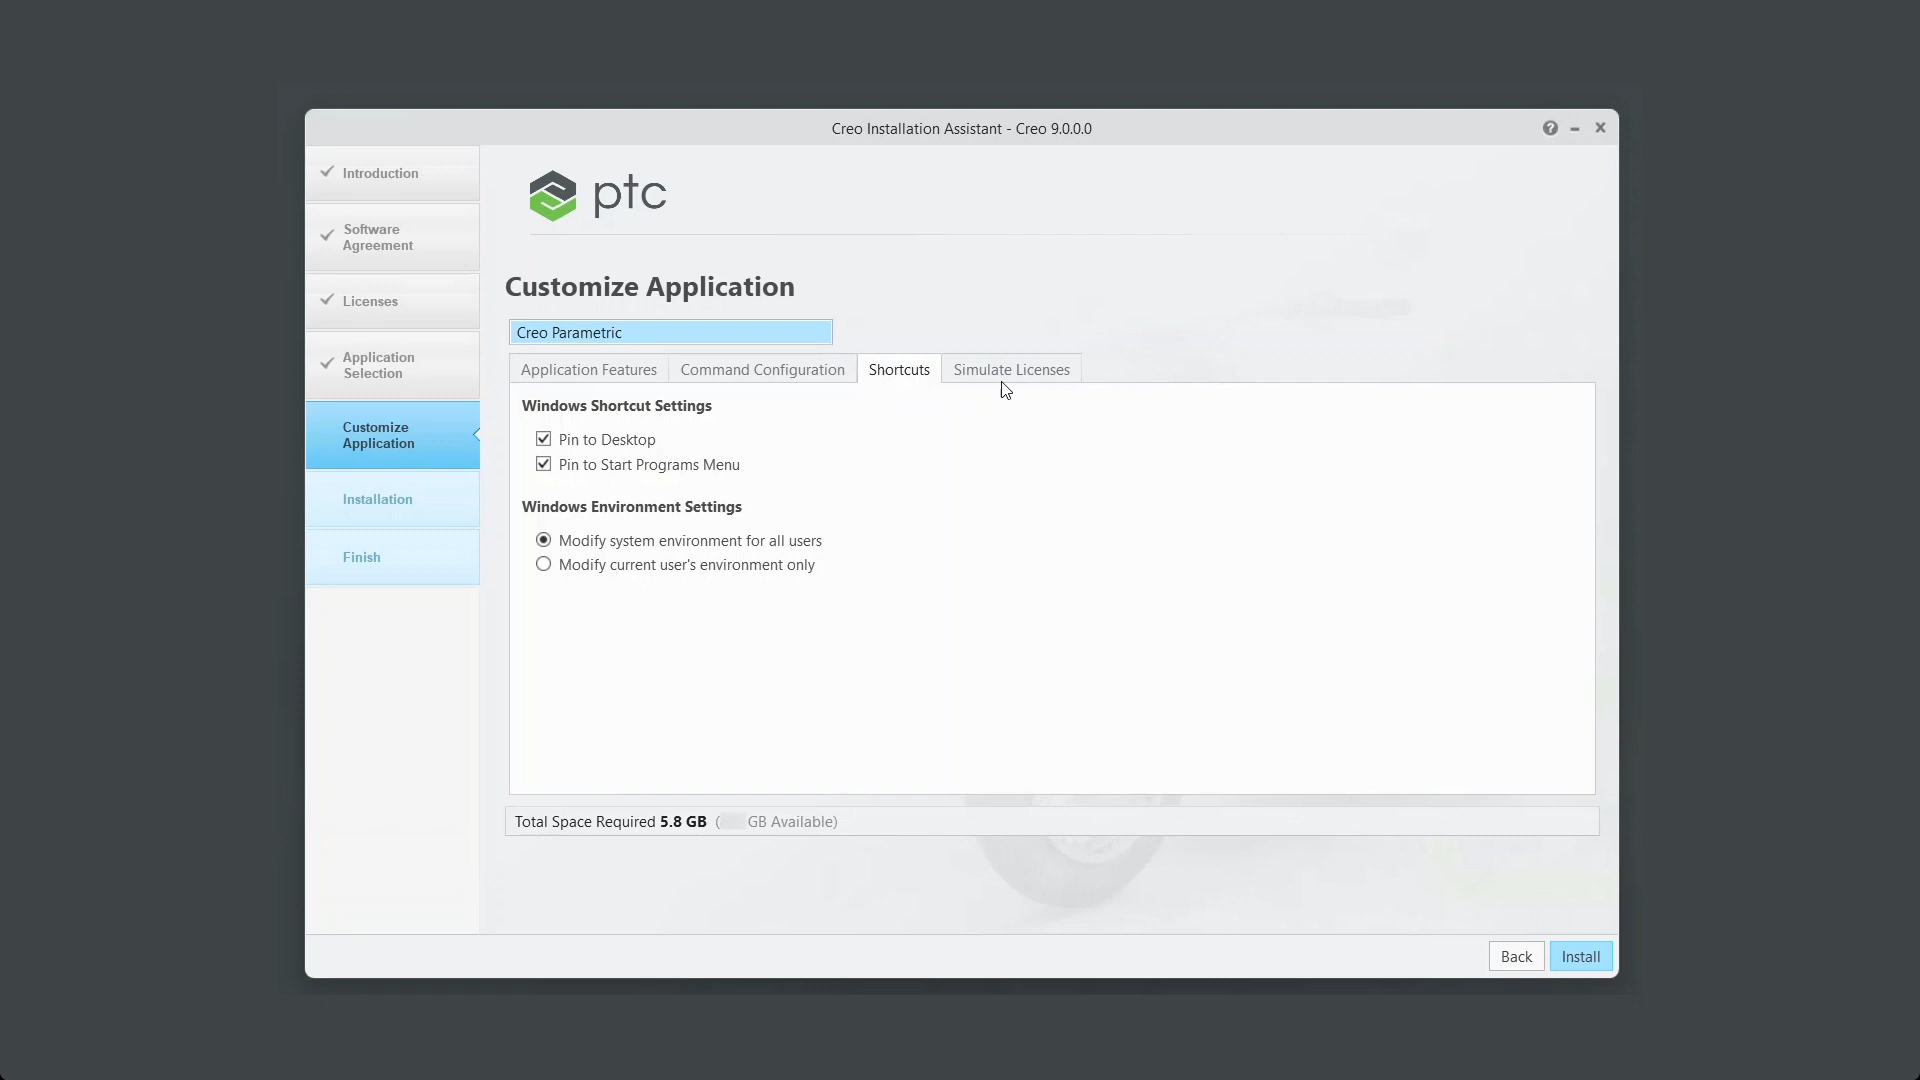 Creo Installation Assistant - Creo 9.0.0.0
Introduction
Software
Agreement
Licenses
Application
Selection
Customize
Application
Installation
Finish
ptc
Customize Application
Creo Parametric
Application Features
Command Configuration
Shortcuts
Simulate Licenses
Windows Shortcut Settings
Pin to Desktop
Pin to Start Programs Menu
Windows Environment Settings
Modify system environment for all users
Modify current user's environment only
Total Space Required 5.8 GB ( GB Available)
Back
Install